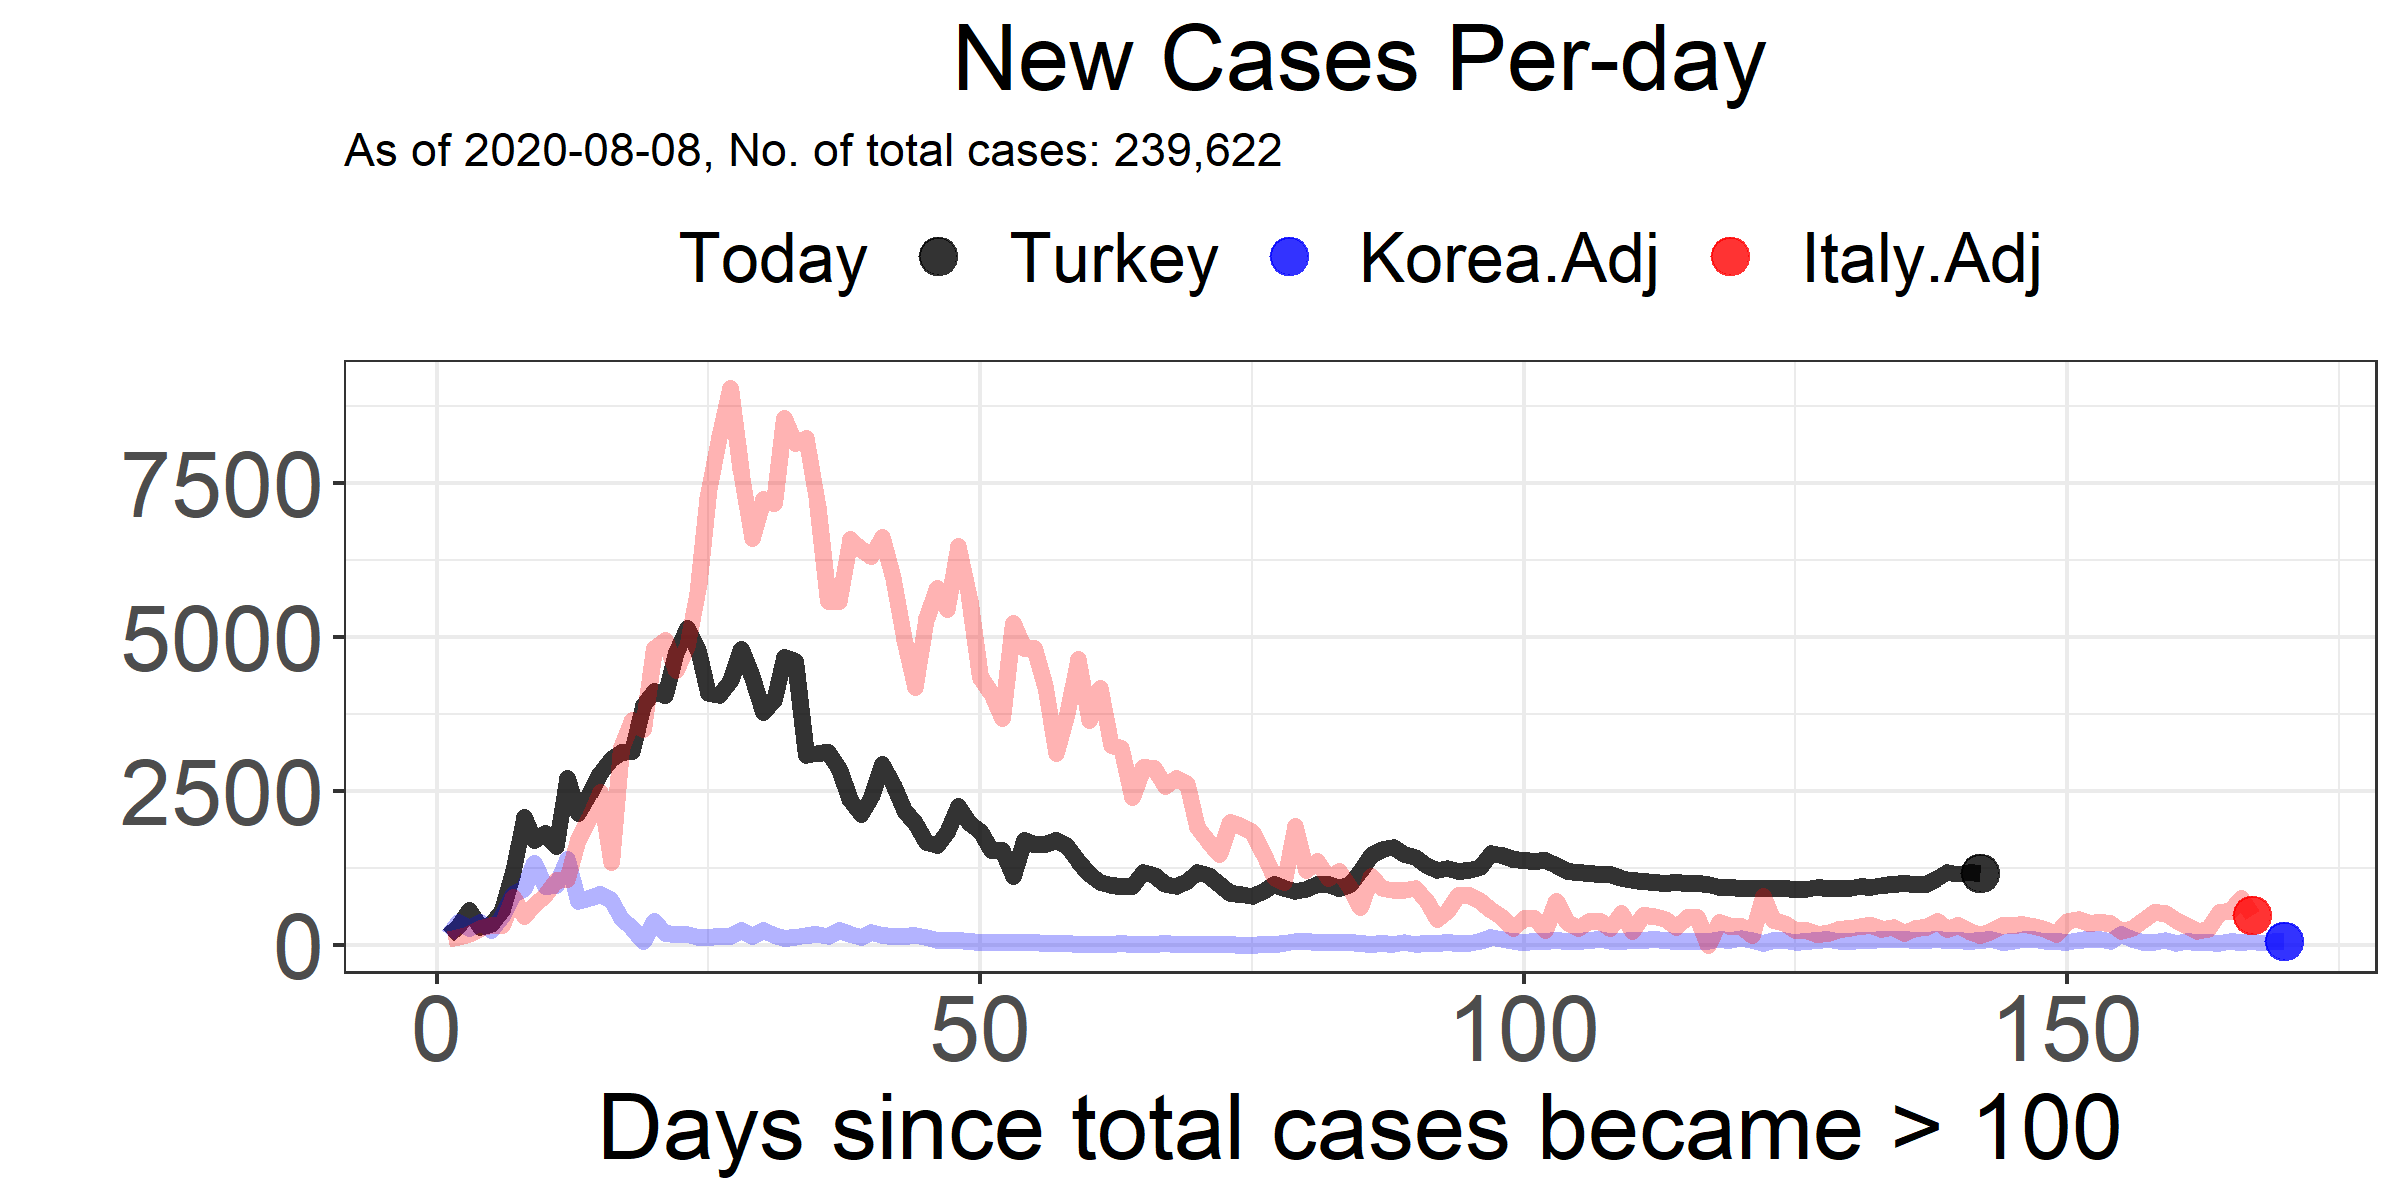 New Cases Per-day
As of 2020-08-08, No. of total cases: 239,622
Today Turkey Korea.Adj Italy.Adj
7500
5000
2500
0
0 50 100 150
Days since total cases became > 100